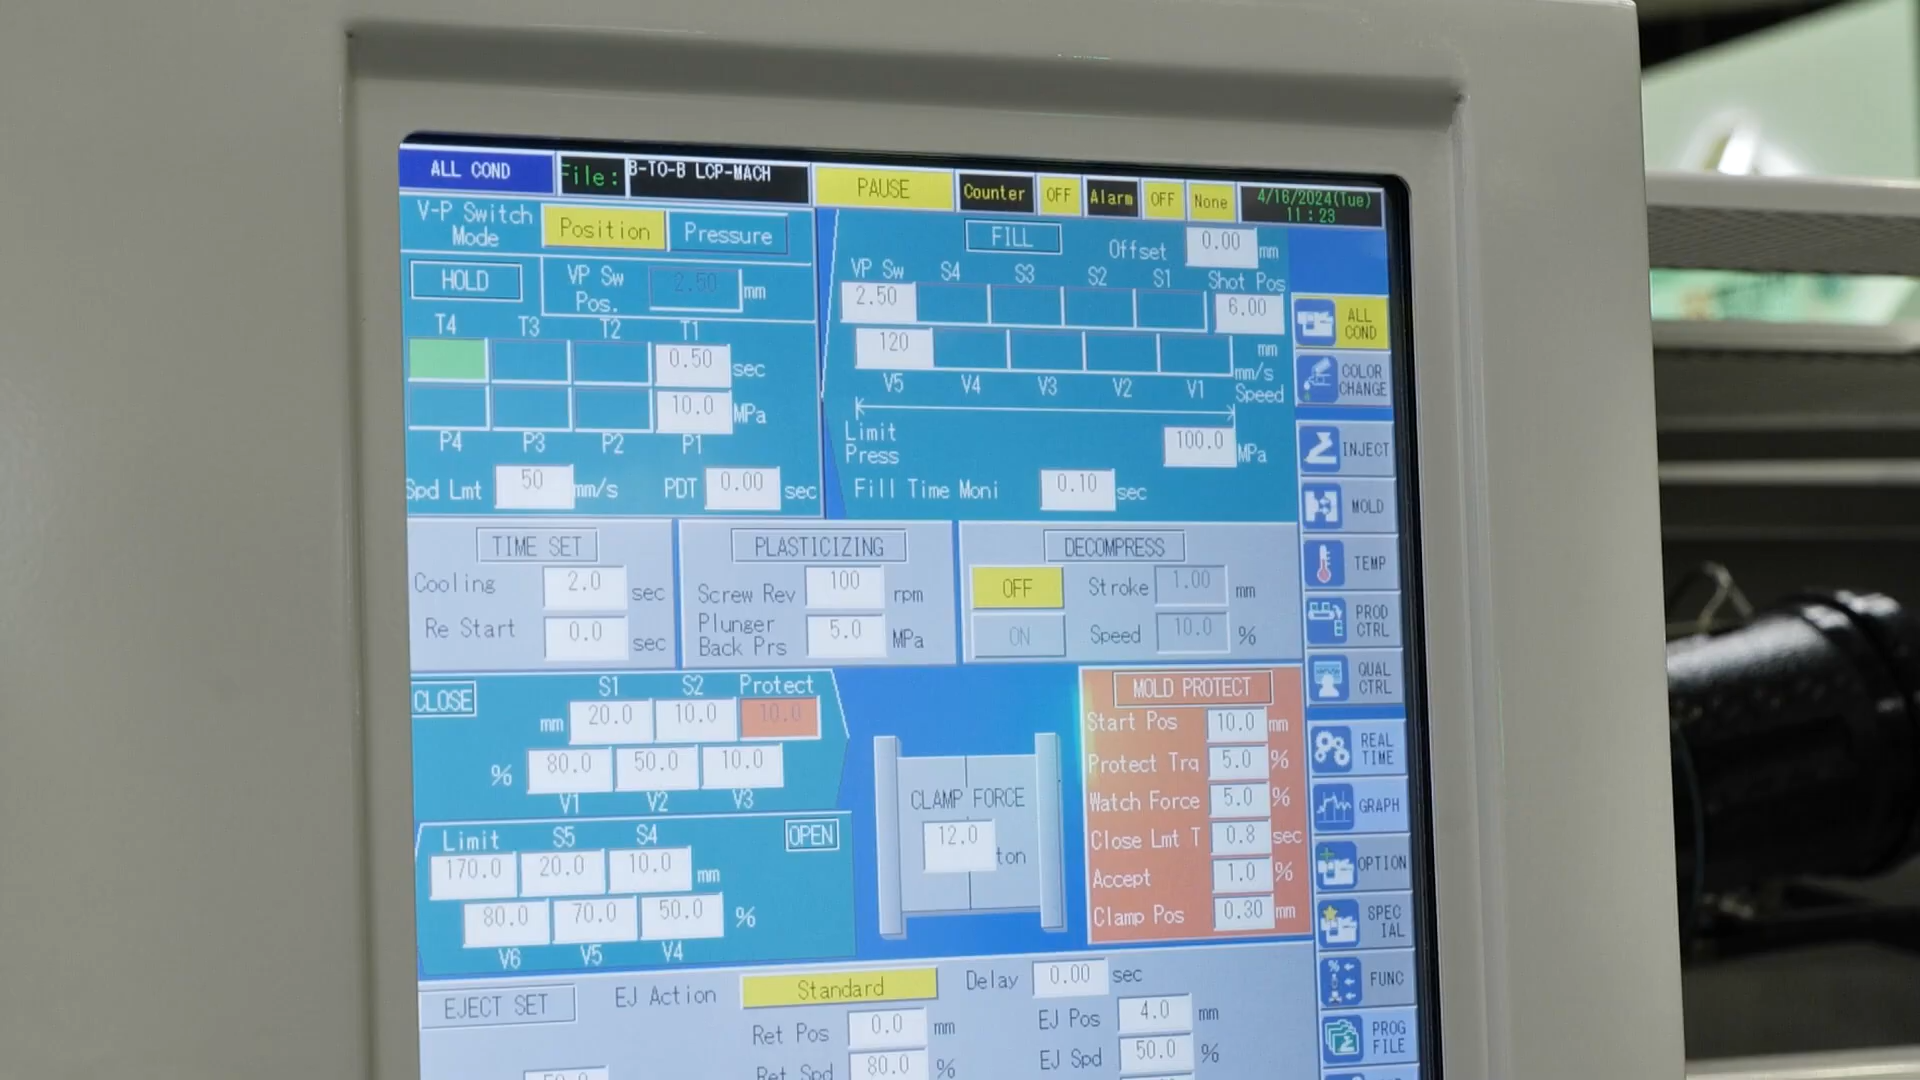 ALL COND File: B-TO-B LCP-MACH PAUSE Counter OFF Alarm OFF None 4/16/2024(Tue)
11:23
V-P Switch
Mode
Position Pressure
HOLD
VP Sw
Pos.
2.50 mm
T4 T3 T2 T1
0.50 sec
10.0 MPa
P4 P3 P2 P1
Spd Lmt 50 mm/s PDT 0.00 sec
FILL Offset 0.00 mm
VP Sw S4 S3 S2 S1 Shot Pos
2.50 6.00
120 mm
mm/s
V5 V4 V3 V2 V1 Speed
Limit
Press
100.0 MPa
Fill Time Moni 0.10 sec
TIME SET
Cooling 2.0 sec
Re Start 0.0 sec
PLASTICIZING
Screw Rev 100 rpm
Plunger
Back Prs
5.0 MPa
DECOMPRESS
OFF Stroke 1.00 mm
ON Speed 10.0 %
CLOSE S1 S2 Protect
mm 20.0 10.0 10.0
% 80.0 50.0 10.0
V1 V2 V3
Limit S5 S4 OPEN
170.0 20.0 10.0 mm
80.0 70.0 50.0 %
V6 V5 V4
CLAMP FORCE
12.0
ton
MOLD PROTECT
Start Pos 10.0 mm
Protect Trq 5.0 %
Watch Force 5.0 %
Close Lmt T 0.8 sec
Accept 1.0 %
Clamp Pos 0.30 mm
EJECT SET EJ Action Standard Delay 0.00 sec
Ret Pos 0.0 mm EJ Pos 4.0 mm
Ret Spd 80.0 % EJ Spd 50.0 %
ALL
COND
COLOR
CHANGE
INJECT
MOLD
TEMP
PROD
CTRL
QUAL
CTRL
REAL
TIME
GRAPH
OPTION
SPEC
IAL
FUNC
PROG
FILE